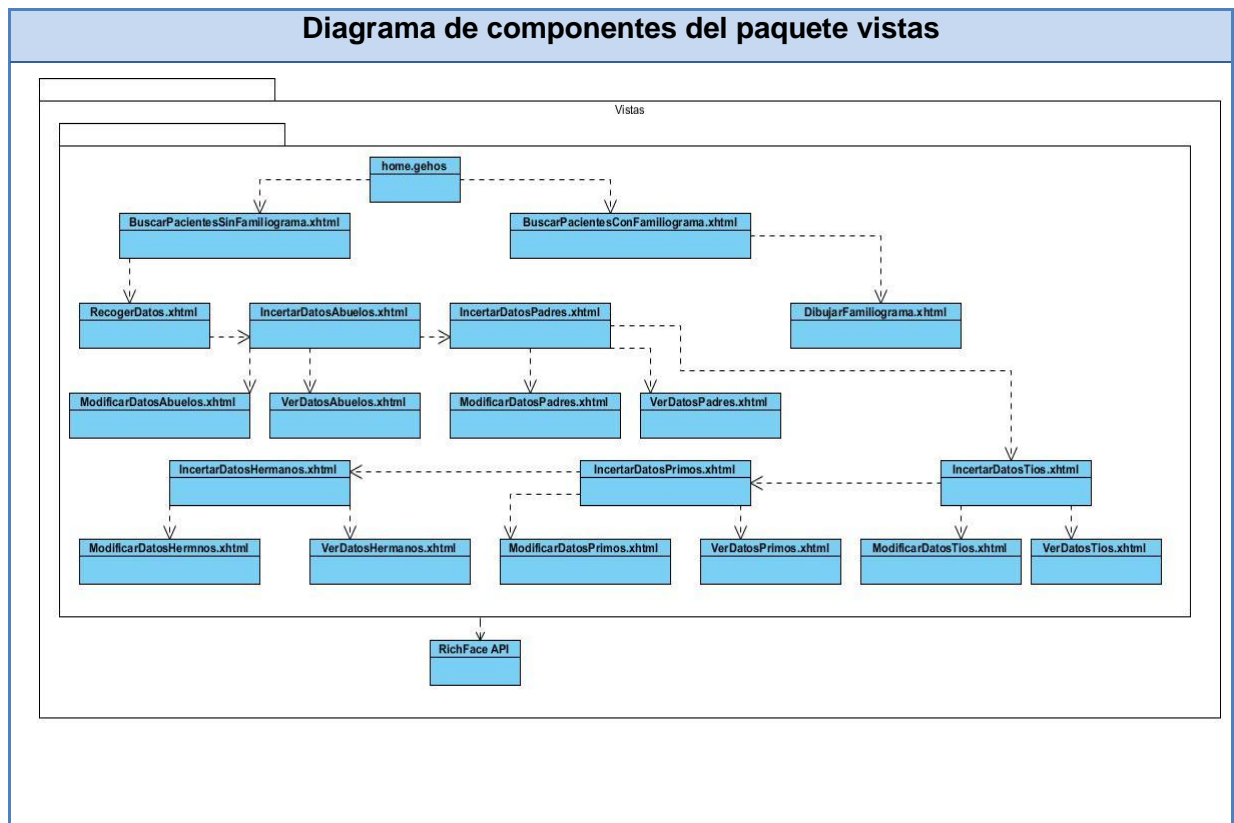 Diagrama de componentes del paquete vistas
Vistas
home.gehos
BuscarPacientesSinFamiliograma.xhtml
BuscarPacientesConFamiliograma.xhtml
RecogerDatos.xhtml
IncertarDatosAbuelos.xhtml
IncertarDatosPadres.xhtml
DibujarFamiliograma.xhtml
ModificarDatosAbuelos.xhtml
VerDatosAbuelos.xhtml
ModificarDatosPadres.xhtml
VerDatosPadres.xhtml
IncertarDatosHermanos.xhtml
IncertarDatosPrimos.xhtml
IncertarDatosTios.xhtml
ModificarDatosHermnos.xhtml
VerDatosHermanos.xhtml
ModificarDatosPrimos.xhtml
VerDatosPrimos.xhtml
ModificarDatosTios.xhtml
VerDatosTios.xhtml
RichFace API